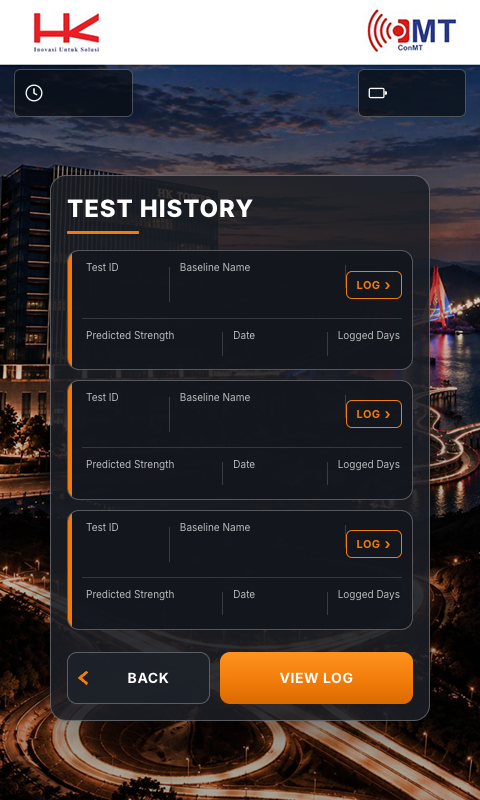 HK
Inovasi Untuk Solusi
CMT
ConMT
TEST HISTORY
Test ID
Baseline Name
LOG ›
Predicted Strength
Date
Logged Days
Test ID
Baseline Name
LOG ›
Predicted Strength
Date
Logged Days
Test ID
Baseline Name
LOG ›
Predicted Strength
Date
Logged Days
BACK
VIEW LOG